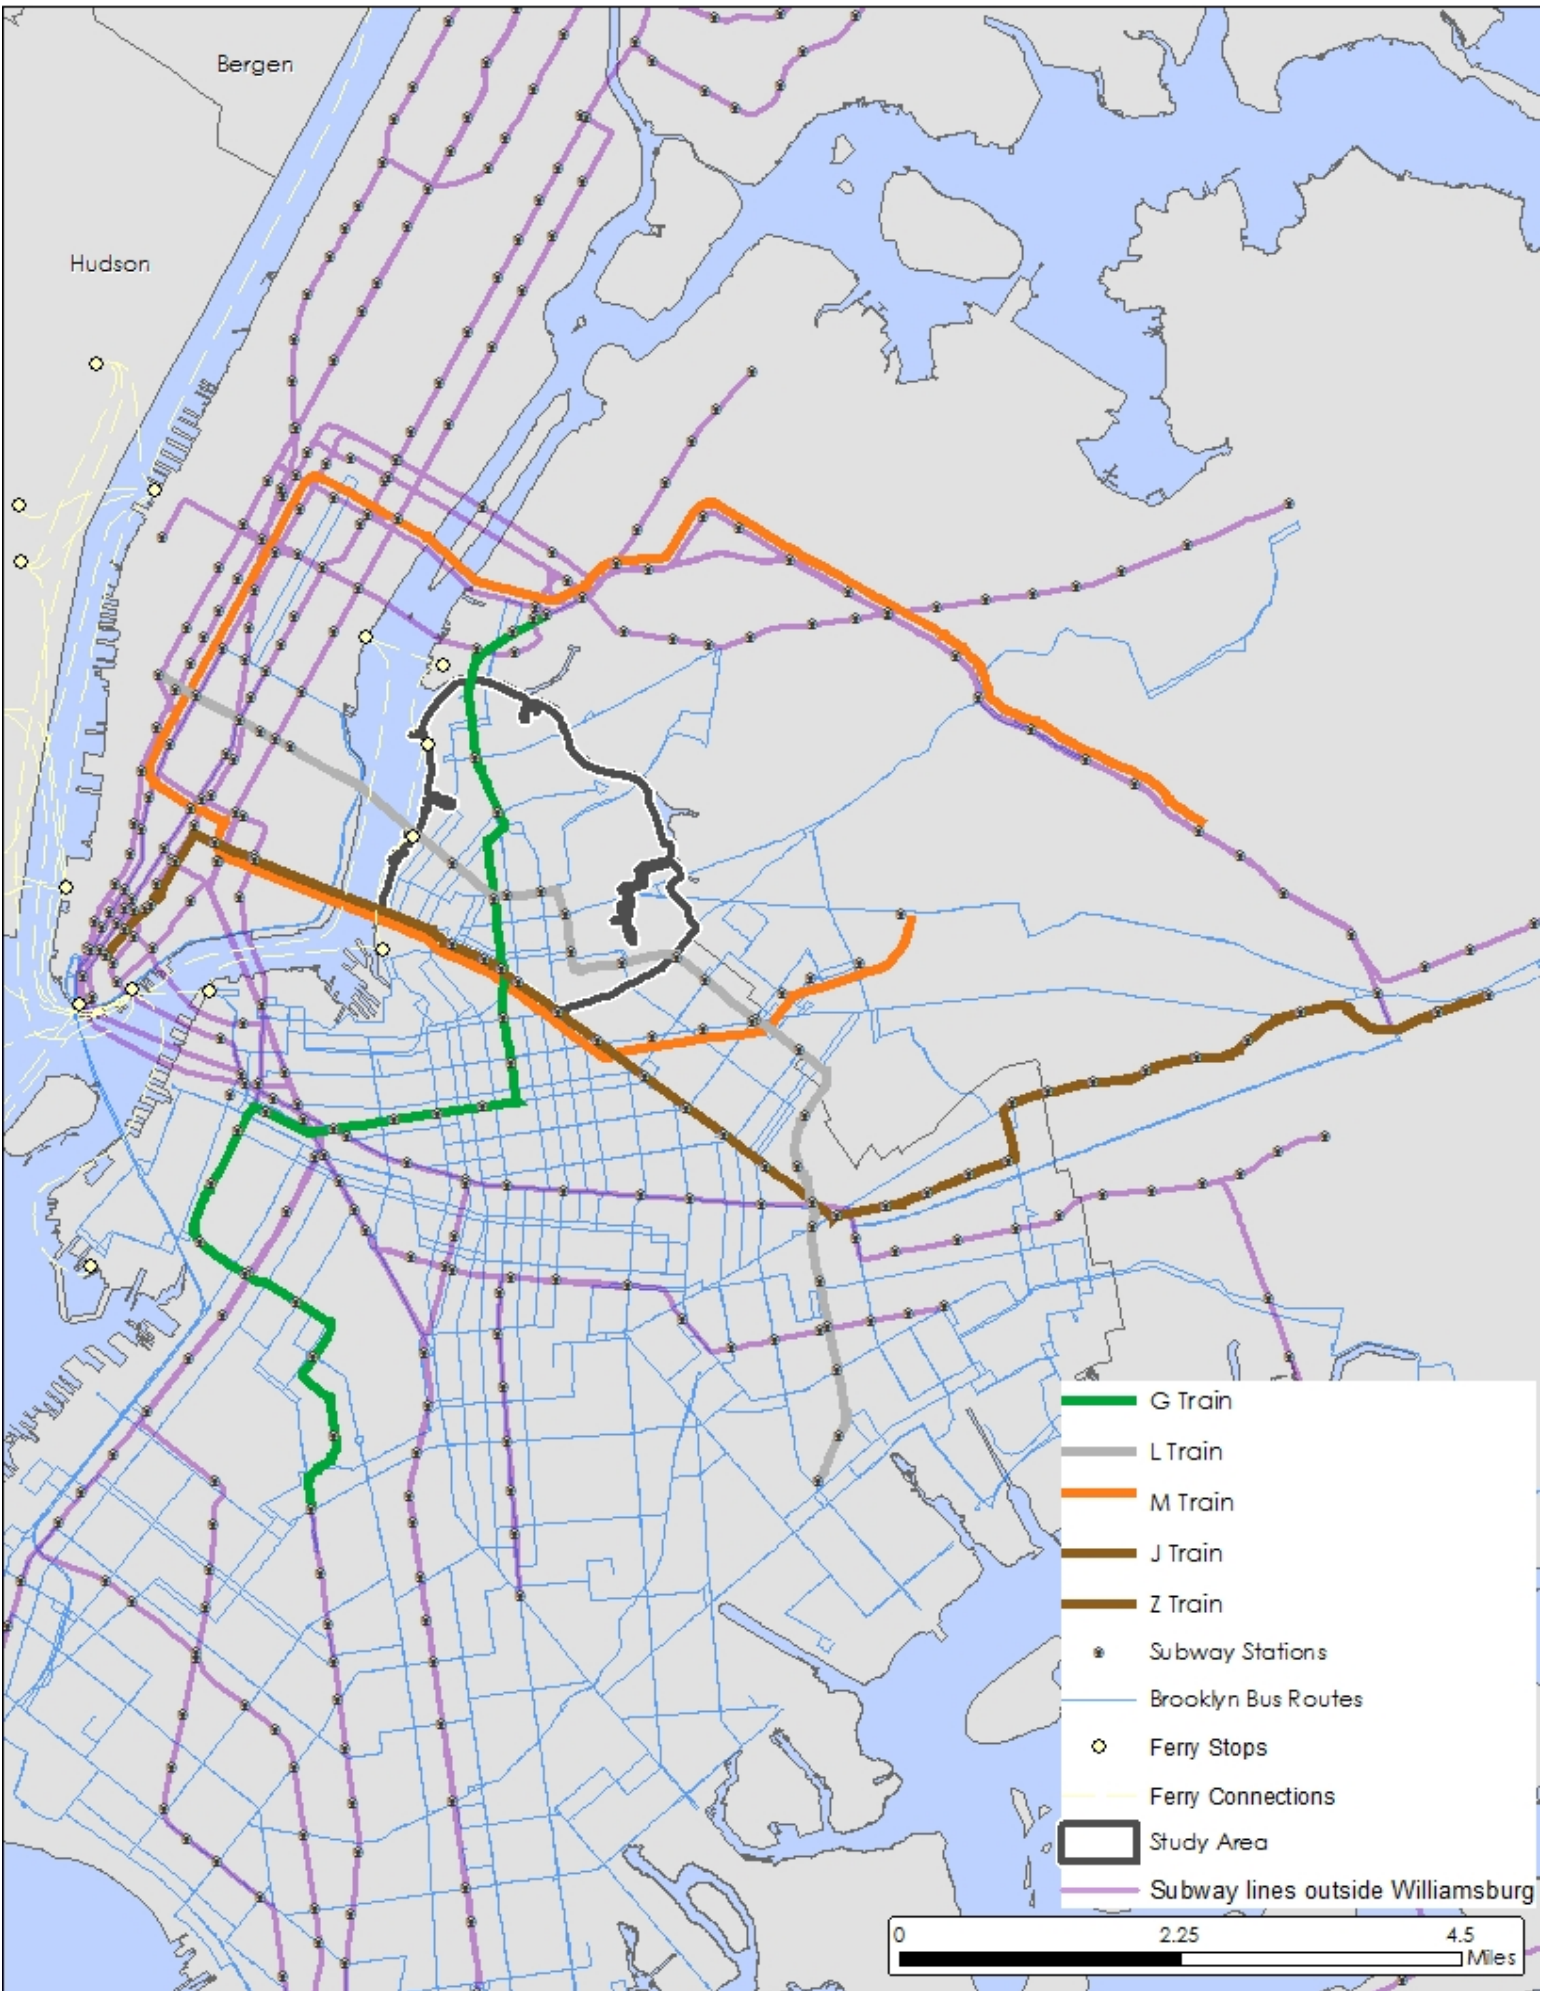 Bergen
Hudson
G Train
L Train
M Train
J Train
Z Train
Subway Stations
Brooklyn Bus Routes
Ferry Stops
Ferry Connections
Study Area
Subway lines outside Williamsburg
0 2.25 4.5
Miles